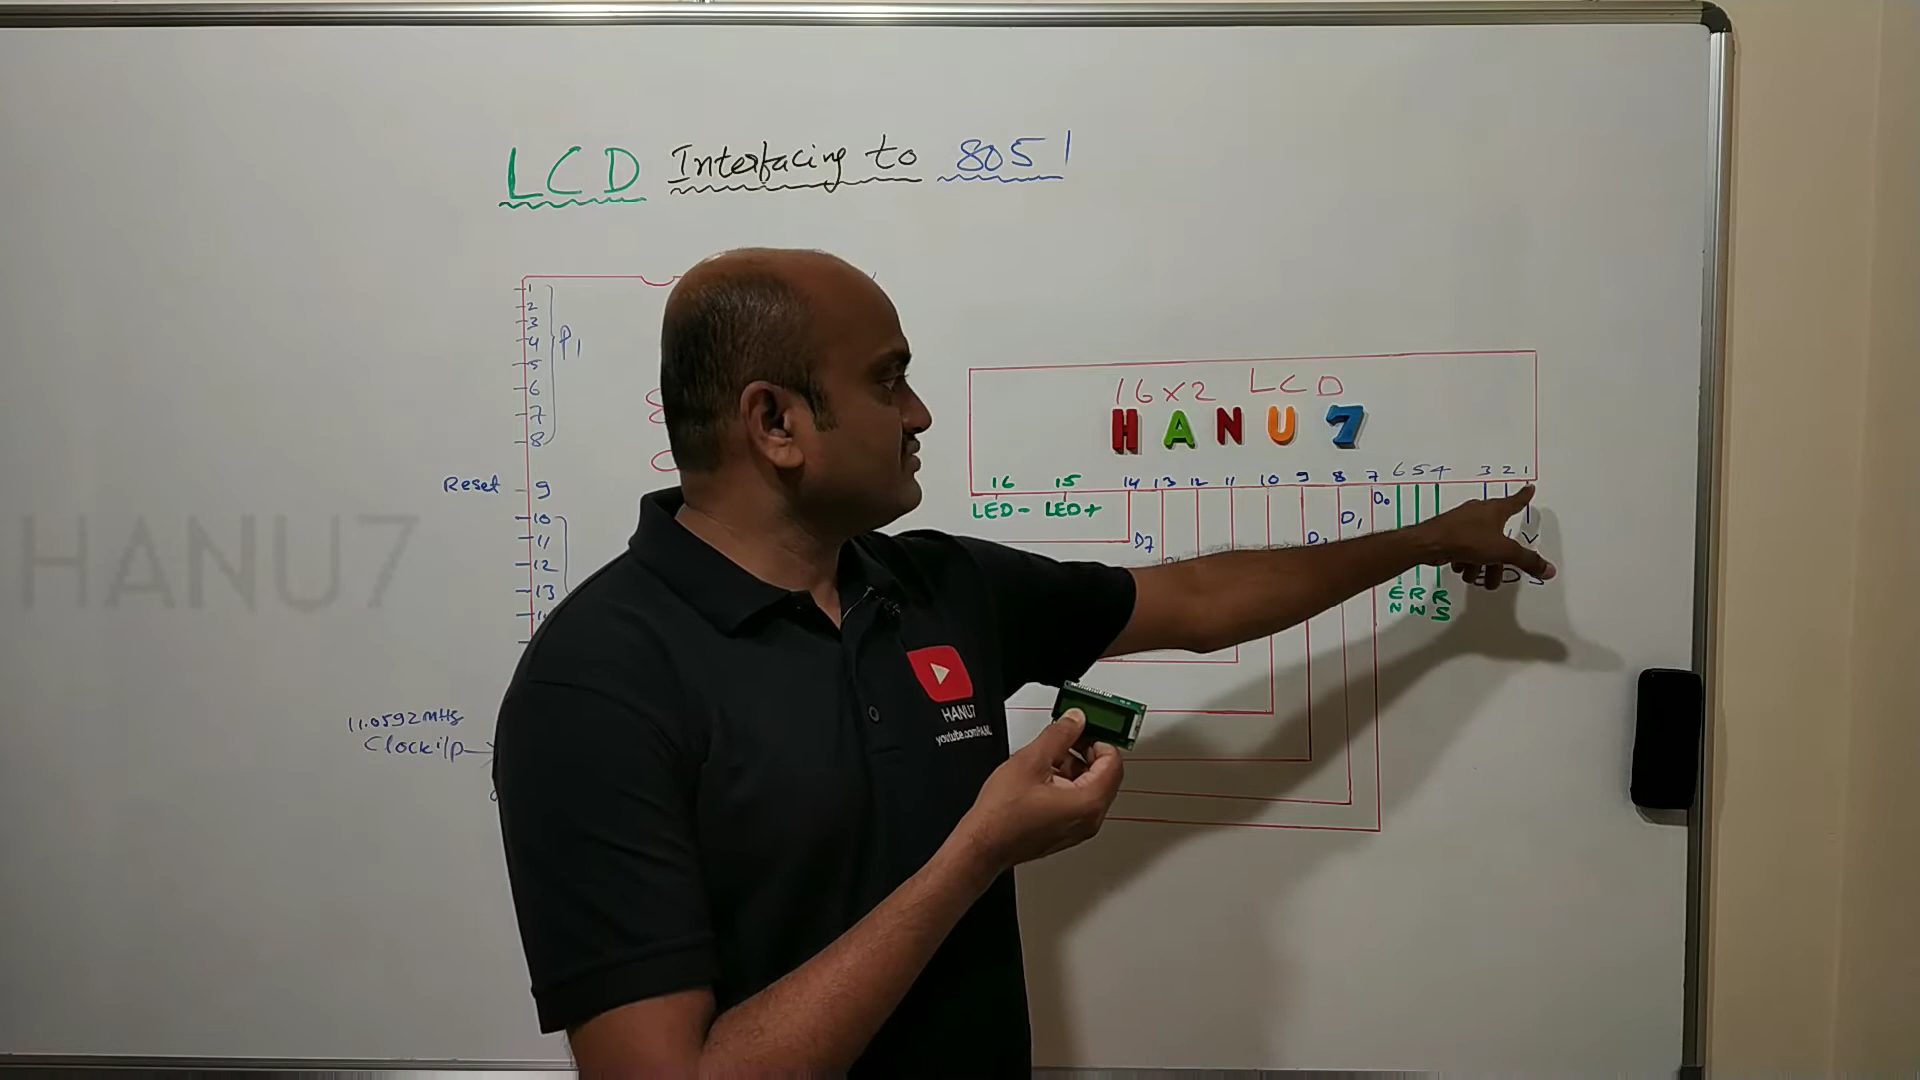 LCD Interfacing to 8051
1
2
3
4
5
6
7
8
P1
Reset
9
10
11
12
13
11.0592MHz
Clock i/p
16x2 LCD
HANU7
16 15 14 13 12 11 10 9 8 7 6 5 4 3 2 1
LED- LED+
D7
D1
D0
EN
RW
RS
HANU7
HANU7